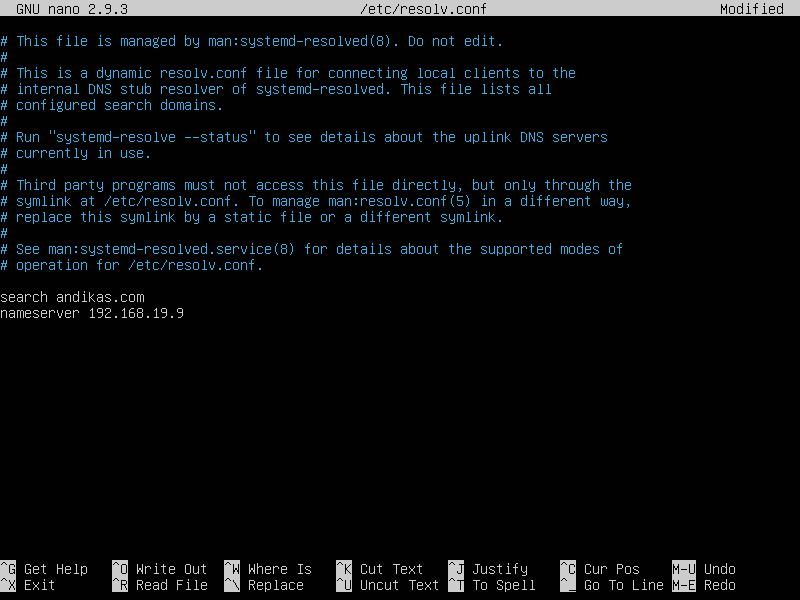 GNU nano 2.9.3 /etc/resolv.conf Modified
# This file is managed by man:systemd-resolved(8). Do not edit.
#
# This is a dynamic resolv.conf file for connecting local clients to the
# internal DNS stub resolver of systemd-resolved. This file lists all
# configured search domains.
#
# Run "systemd-resolve --status" to see details about the uplink DNS servers
# currently in use.
#
# Third party programs must not access this file directly, but only through the
# symlink at /etc/resolv.conf. To manage man:resolv.conf(5) in a different way,
# replace this symlink by a static file or a different symlink.
#
# See man:systemd-resolved.service(8) for details about the supported modes of
# operation for /etc/resolv.conf.
search andikas.com
nameserver 192.168.19.9
^G Get Help ^O Write Out ^W Where Is ^K Cut Text ^J Justify ^C Cur Pos M-U Undo
^X Exit ^R Read File ^\ Replace ^U Uncut Text ^T To Spell ^_ Go To Line M-E Redo